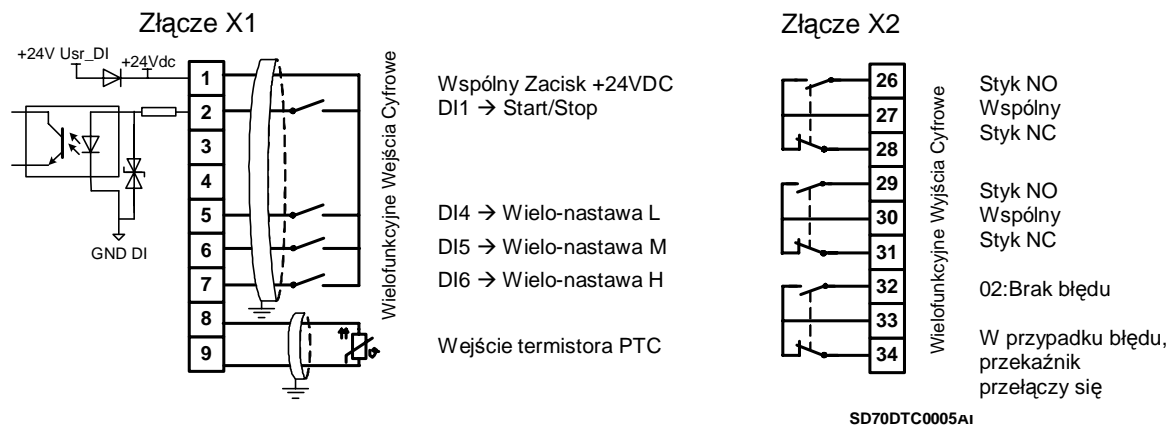 Złącze X1
+24V Usr_DI
+24Vdc
GND DI
1
2
3
4
5
6
7
8
9
Wielofunkcyjne Wejścia Cyfrowe
Wspólny Zacisk +24VDC
DI1 → Start/Stop
DI4 → Wielo-nastawa L
DI5 → Wielo-nastawa M
DI6 → Wielo-nastawa H
Wejście termistora PTC
Złącze X2
26
27
28
29
30
31
32
33
34
Wielofunkcyjne Wyjścia Cyfrowe
Styk NO
Wspólny
Styk NC
Styk NO
Wspólny
Styk NC
02:Brak błędu
W przypadku błędu,
przekaźnik
przełączy się
SD70DTC0005AI